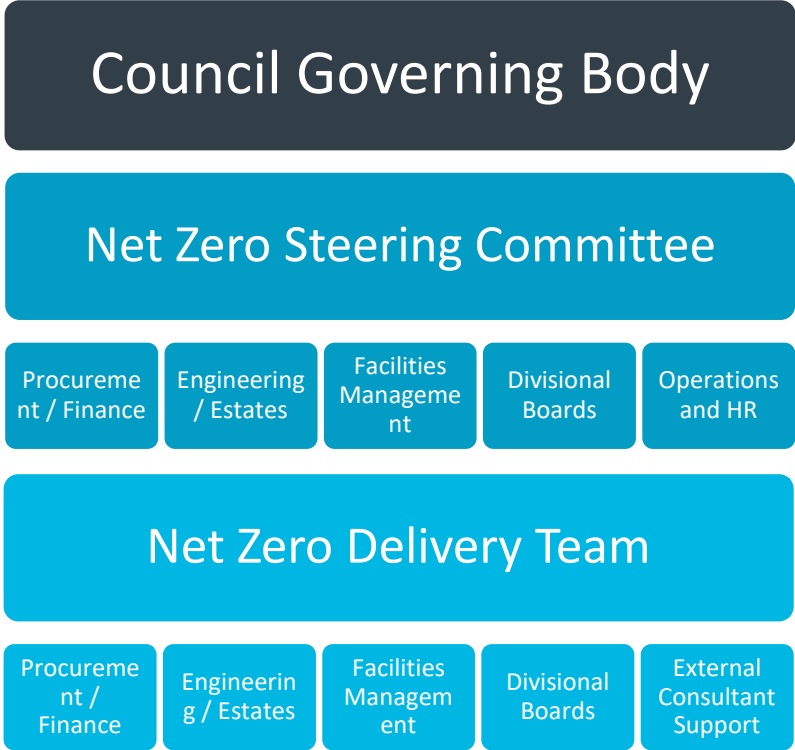 Council Governing Body
Net Zero Steering Committee
Procureme
nt / Finance
Engineering
/ Estates
Facilities
Manageme
nt
Divisional
Boards
Operations
and HR
Net Zero Delivery Team
Procureme
nt /
Finance
Engineerin
g / Estates
Facilities
Managem
ent
Divisional
Boards
External
Consultant
Support